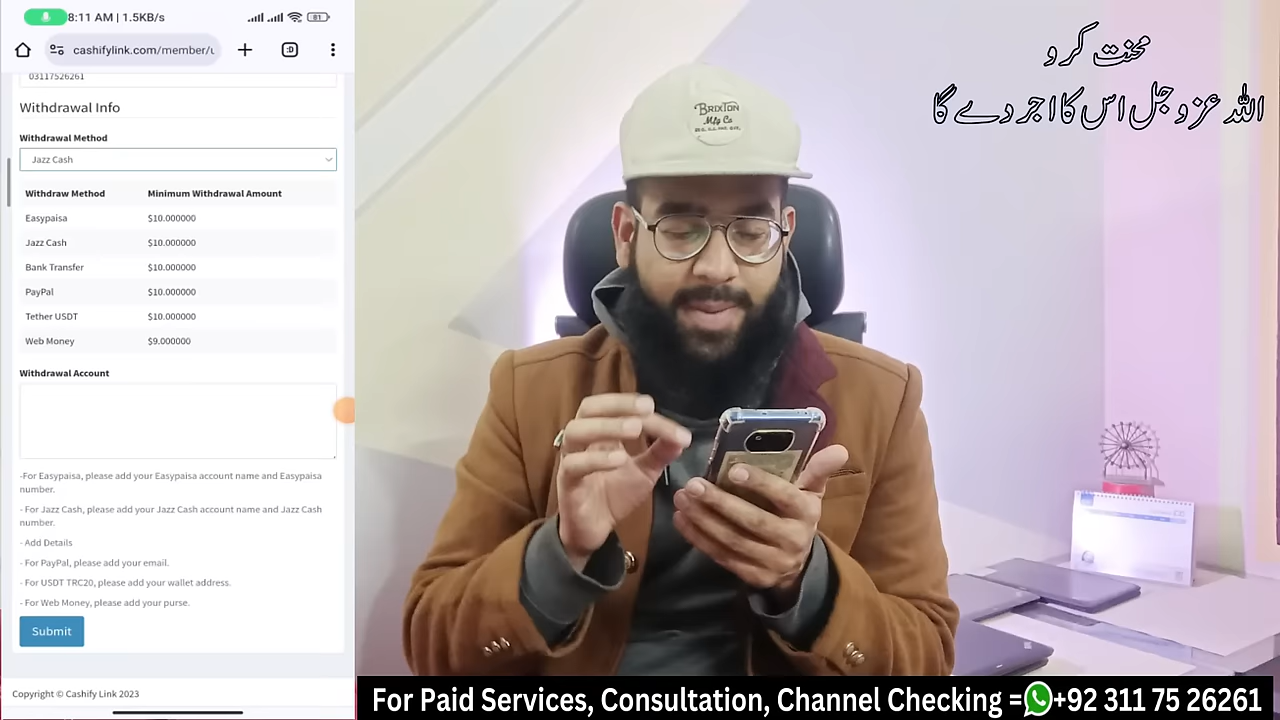 8:11 AM | 1.5KB/s
81
cashifylink.com/member/u
:D
03117526261
Withdrawal Info
Withdrawal Method
Jazz Cash
Withdraw Method Minimum Withdrawal Amount
Easypaisa $10.000000
Jazz Cash $10.000000
Bank Transfer $10.000000
PayPal $10.000000
Tether USDT $10.000000
Web Money $9.000000
Withdrawal Account
-For Easypaisa, please add your Easypaisa account name and Easypaisa
number.
- For Jazz Cash, please add your Jazz Cash account name and Jazz Cash
number.
- Add Details
- For PayPal, please add your email.
- For USDT TRC20, please add your wallet address.
- For Web Money, please add your purse.
Submit
Copyright © Cashify Link 2023
محنت کرو
اللہ عزوجل اس کا اجر دے گا
BRIXTON
Mfg Co
For Paid Services, Consultation, Channel Checking =+92 311 75 26261